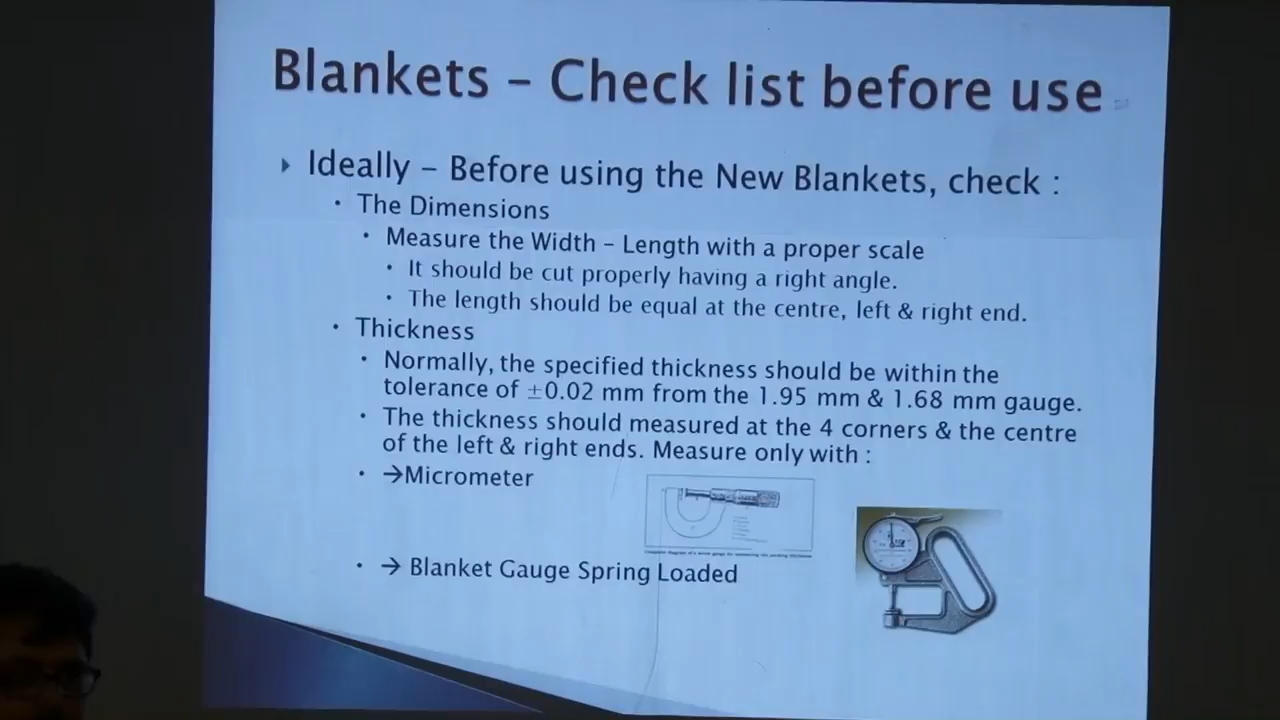 Blankets – Check list before use
Ideally – Before using the New Blankets, check :
• The Dimensions
• Measure the Width – Length with a proper scale
• It should be cut properly having a right angle.
• The length should be equal at the centre, left & right end.
• Thickness
• Normally, the specified thickness should be within the
tolerance of ±0.02 mm from the 1.95 mm & 1.68 mm gauge.
• The thickness should measured at the 4 corners & the centre
of the left & right ends. Measure only with :
• →Micrometer
• → Blanket Gauge Spring Loaded